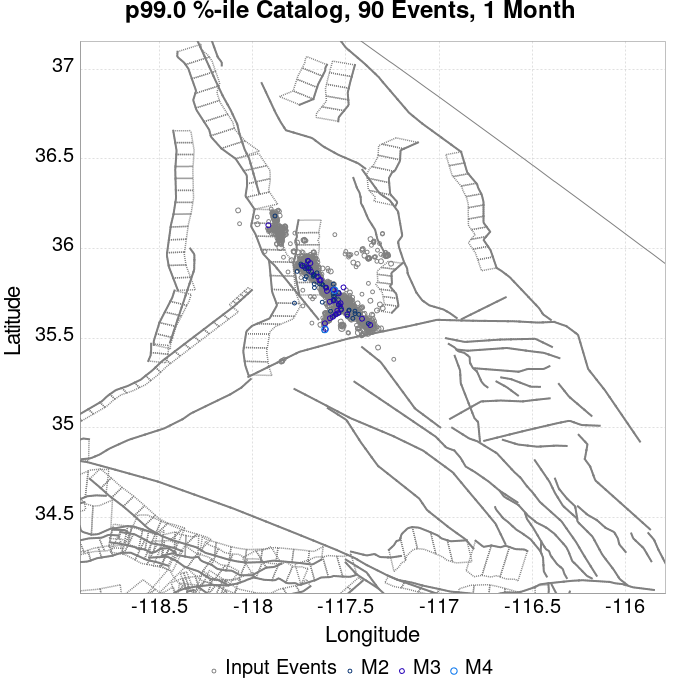 p99.0 %-ile Catalog, 90 Events, 1 Month
37
36.5
36
35.5
35
34.5
Latitude
-118.5 -118 -117.5 -117 -116.5 -116
Longitude
Input Events M2 M3 M4